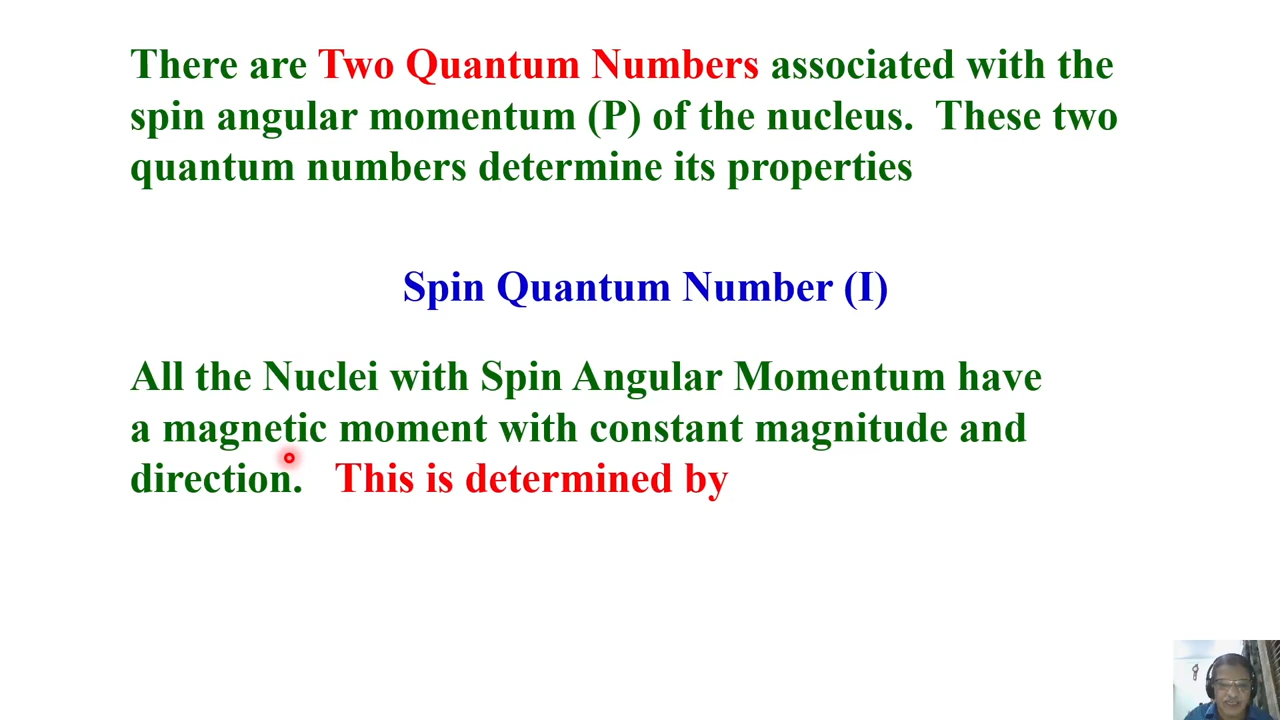 There are Two Quantum Numbers associated with the
spin angular momentum (P) of the nucleus. These two
quantum numbers determine its properties
Spin Quantum Number (I)
All the Nuclei with Spin Angular Momentum have
a magnetic moment with constant magnitude and
direction. This is determined by